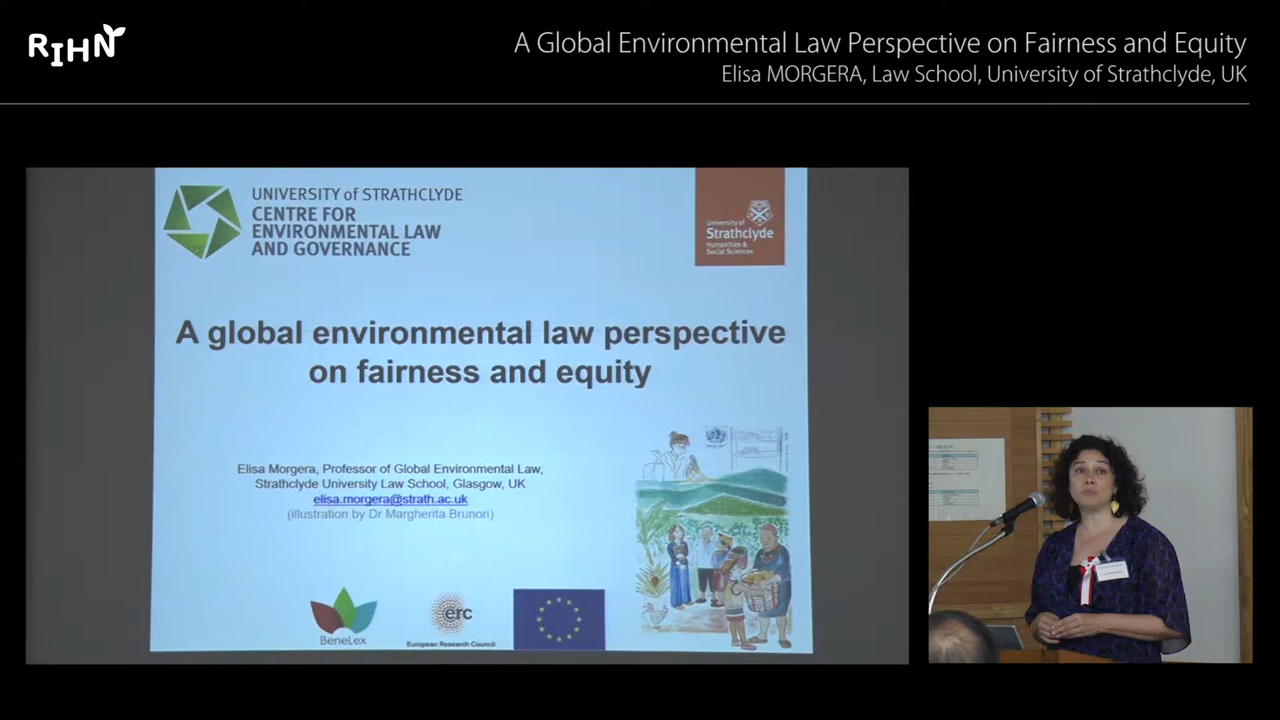 RIHN
A Global Environmental Law Perspective on Fairness and Equity
Elisa MORGERA, Law School, University of Strathclyde, UK
UNIVERSITY of STRATHCLYDE
CENTRE FOR
ENVIRONMENTAL LAW
AND GOVERNANCE
University of
Strathclyde
Humanities &
Social Sciences
A global environmental law perspective
on fairness and equity
Elisa Morgera, Professor of Global Environmental Law,
Strathclyde University Law School, Glasgow, UK
elisa.morgera@strath.ac.uk
(illustration by Dr Margherita Brunori)
BeneLex
erc
European Research Council